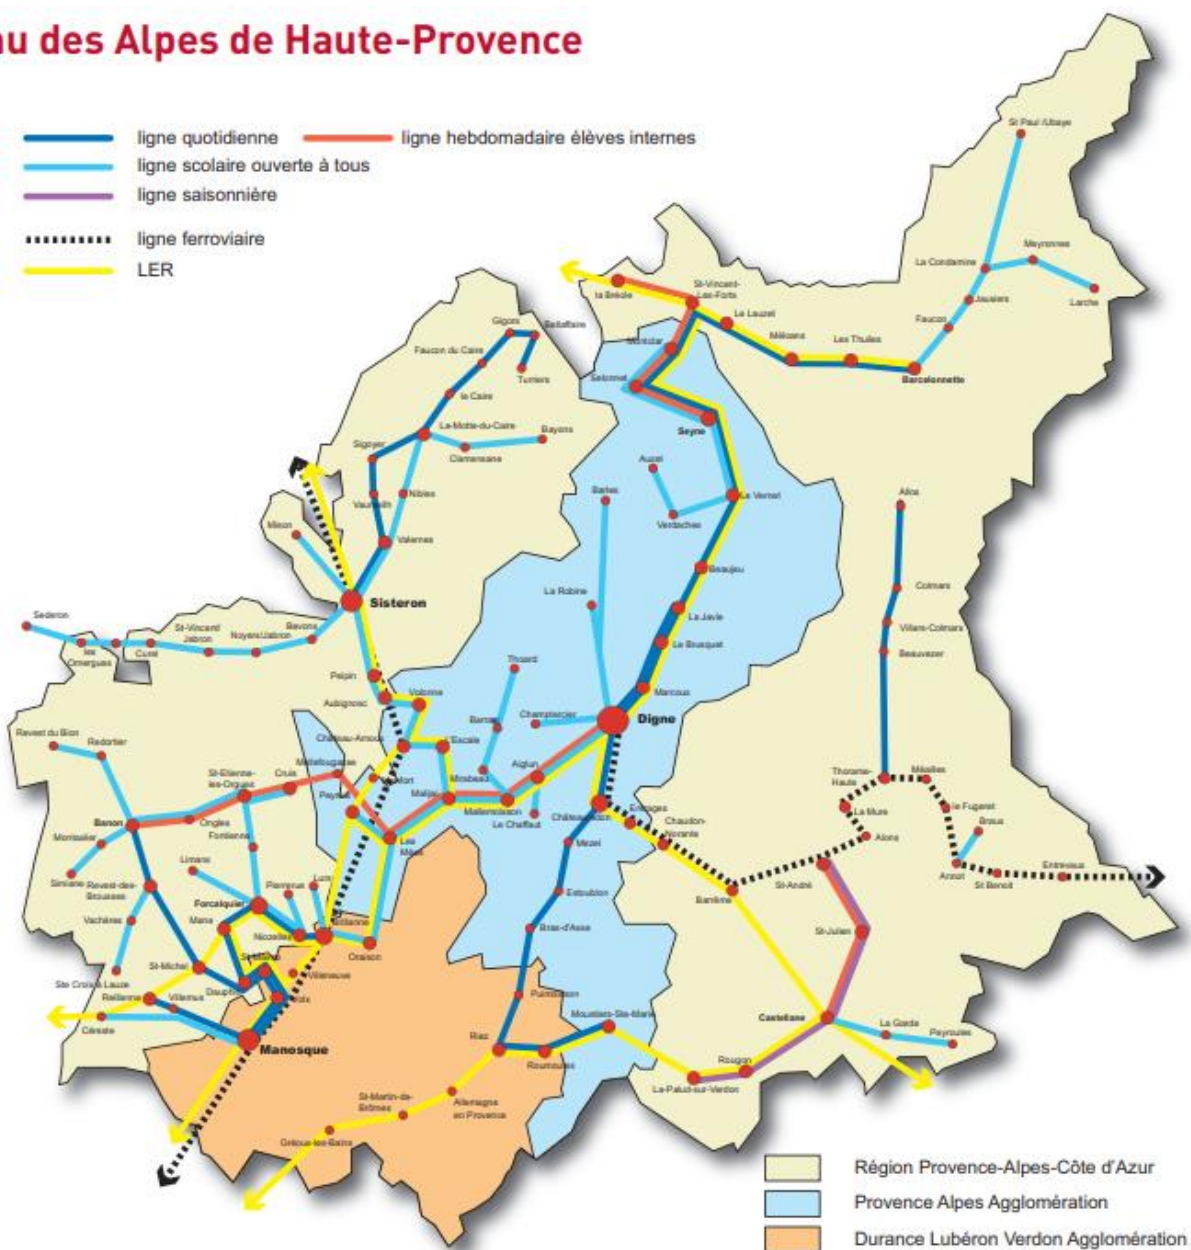 au des Alpes de Haute-Provence
ligne quotidienne
ligne hebdomadaire élèves internes
ligne scolaire ouverte à tous
ligne saisonnière
ligne ferroviaire
LER
St Paul /Ubaye
La Condamine
Meyronnes
Larche
Jausiers
Faucon
la Bréole
St-Vincent-
Les-Forts
Le Lauzet
Méolans
Les Thuiles
Barcelonnette
Montclar
Selonnet
Seyne
Gigors
Bellaffaire
Faucon du Caire
Turriers
le Caire
La-Motte-du-Caire
Bayons
Sigoyer
Clamensane
Nibles
Valernes
Mison
Auzet
Barles
Le Vernet
Verdaches
Allos
Beaujeu
Colmars
La Robine
La Javie
Sisteron
Villars-Colmars
Le Brusquet
Beauvezer
Sederon
les
Omergues
Curel
St-Vincent/
Jabron
Noyers/Jabron
Bevons
Thoard
Peipin
Marcoux
Aubignosc
Volonne
Champtercier
Digne
Barras
Revest du Bion
Redortier
Château-Arnoux
L'Escale
St-Etienne-
les-Orgues
Cruis
Mallefougasse
Montfort
Mirabeau
Aiglun
Thorame-
Haute
Méailles
Peyruis
Malijai
Mallemoisson
Le Chaffaut
Entrages
La Mure
le Fugeret
Banon
Ongles
Chaudon-
Norante
Braux
Montsalier
Fontienne
Les
Mées
Mezel
Allons
Simiane
Limans
Annot
St Benoit
Entrevaux
Revest-des-
Brousses
Pierrerue
Lurs
St-André
Barrême
Estoublon
Forcalquier
Vachères
Mane
Niozelles
Brillanne
Bras-d'Asse
St-Julien
St-Michel
Oraison
Villeneuve
Ste Croix à Lauze
Dauphin
Volx
Reillanne
Villemus
Puimoisson
Céreste
Moustiers-Ste-Marie
Castellane
La Garde
Peyroules
Manosque
Riez
Roumoules
Rougon
La-Palud-sur-Verdon
St-Martin-de-
Brômes
Allemagne
en Provence
Gréoux-les-Bains
Région Provence-Alpes-Côte d'Azur
Provence Alpes Agglomération
Durance Lubéron Verdon Agglomération